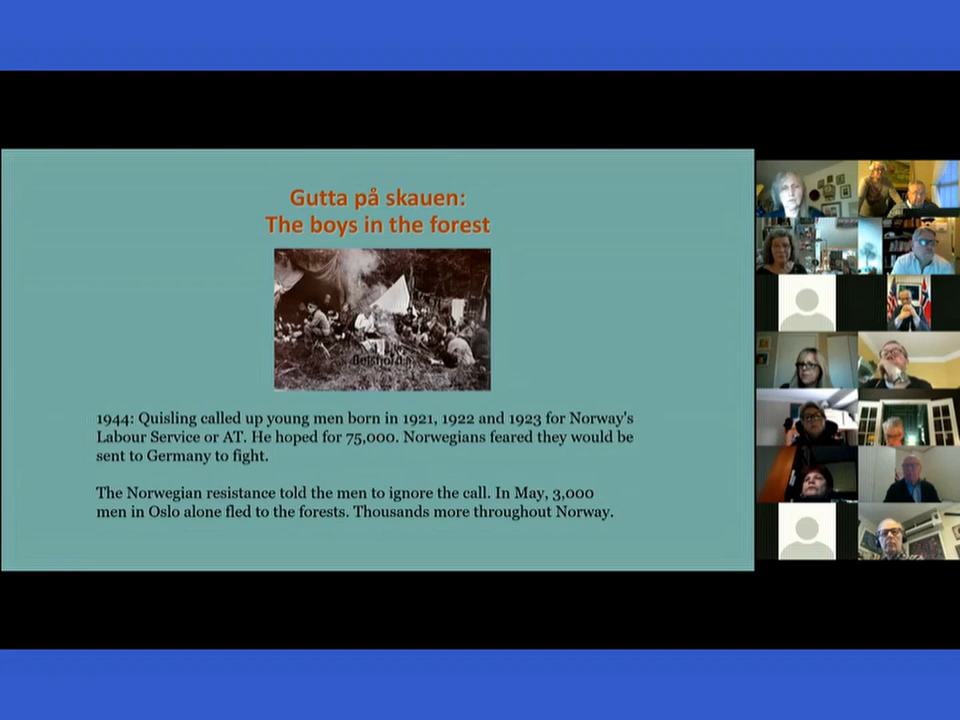 Gutta på skauen:
The boys in the forest
1944: Quisling called up young men born in 1921, 1922 and 1923 for Norway's
Labour Service or AT. He hoped for 75,000. Norwegians feared they would be
sent to Germany to fight.
The Norwegian resistance told the men to ignore the call. In May, 3,000
men in Oslo alone fled to the forests. Thousands more throughout Norway.